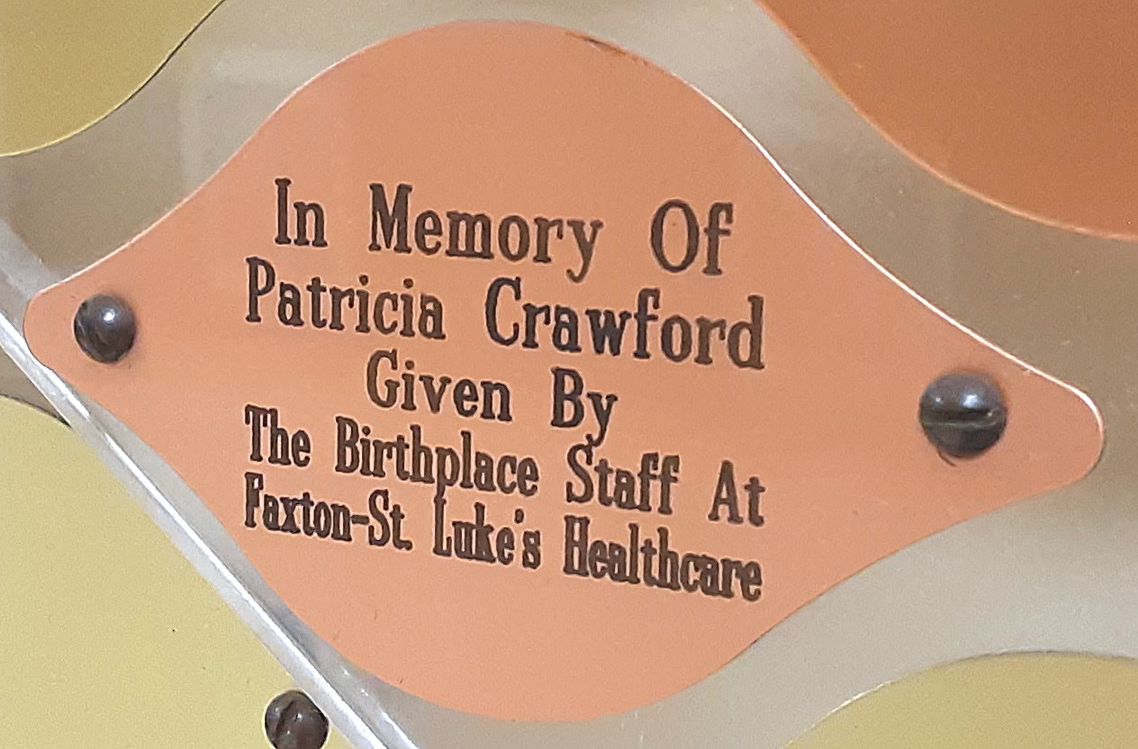 In Memory Of
Patricia Crawford
Given By
The Birthplace Staff At
Faxton-St. Luke's Healthcare